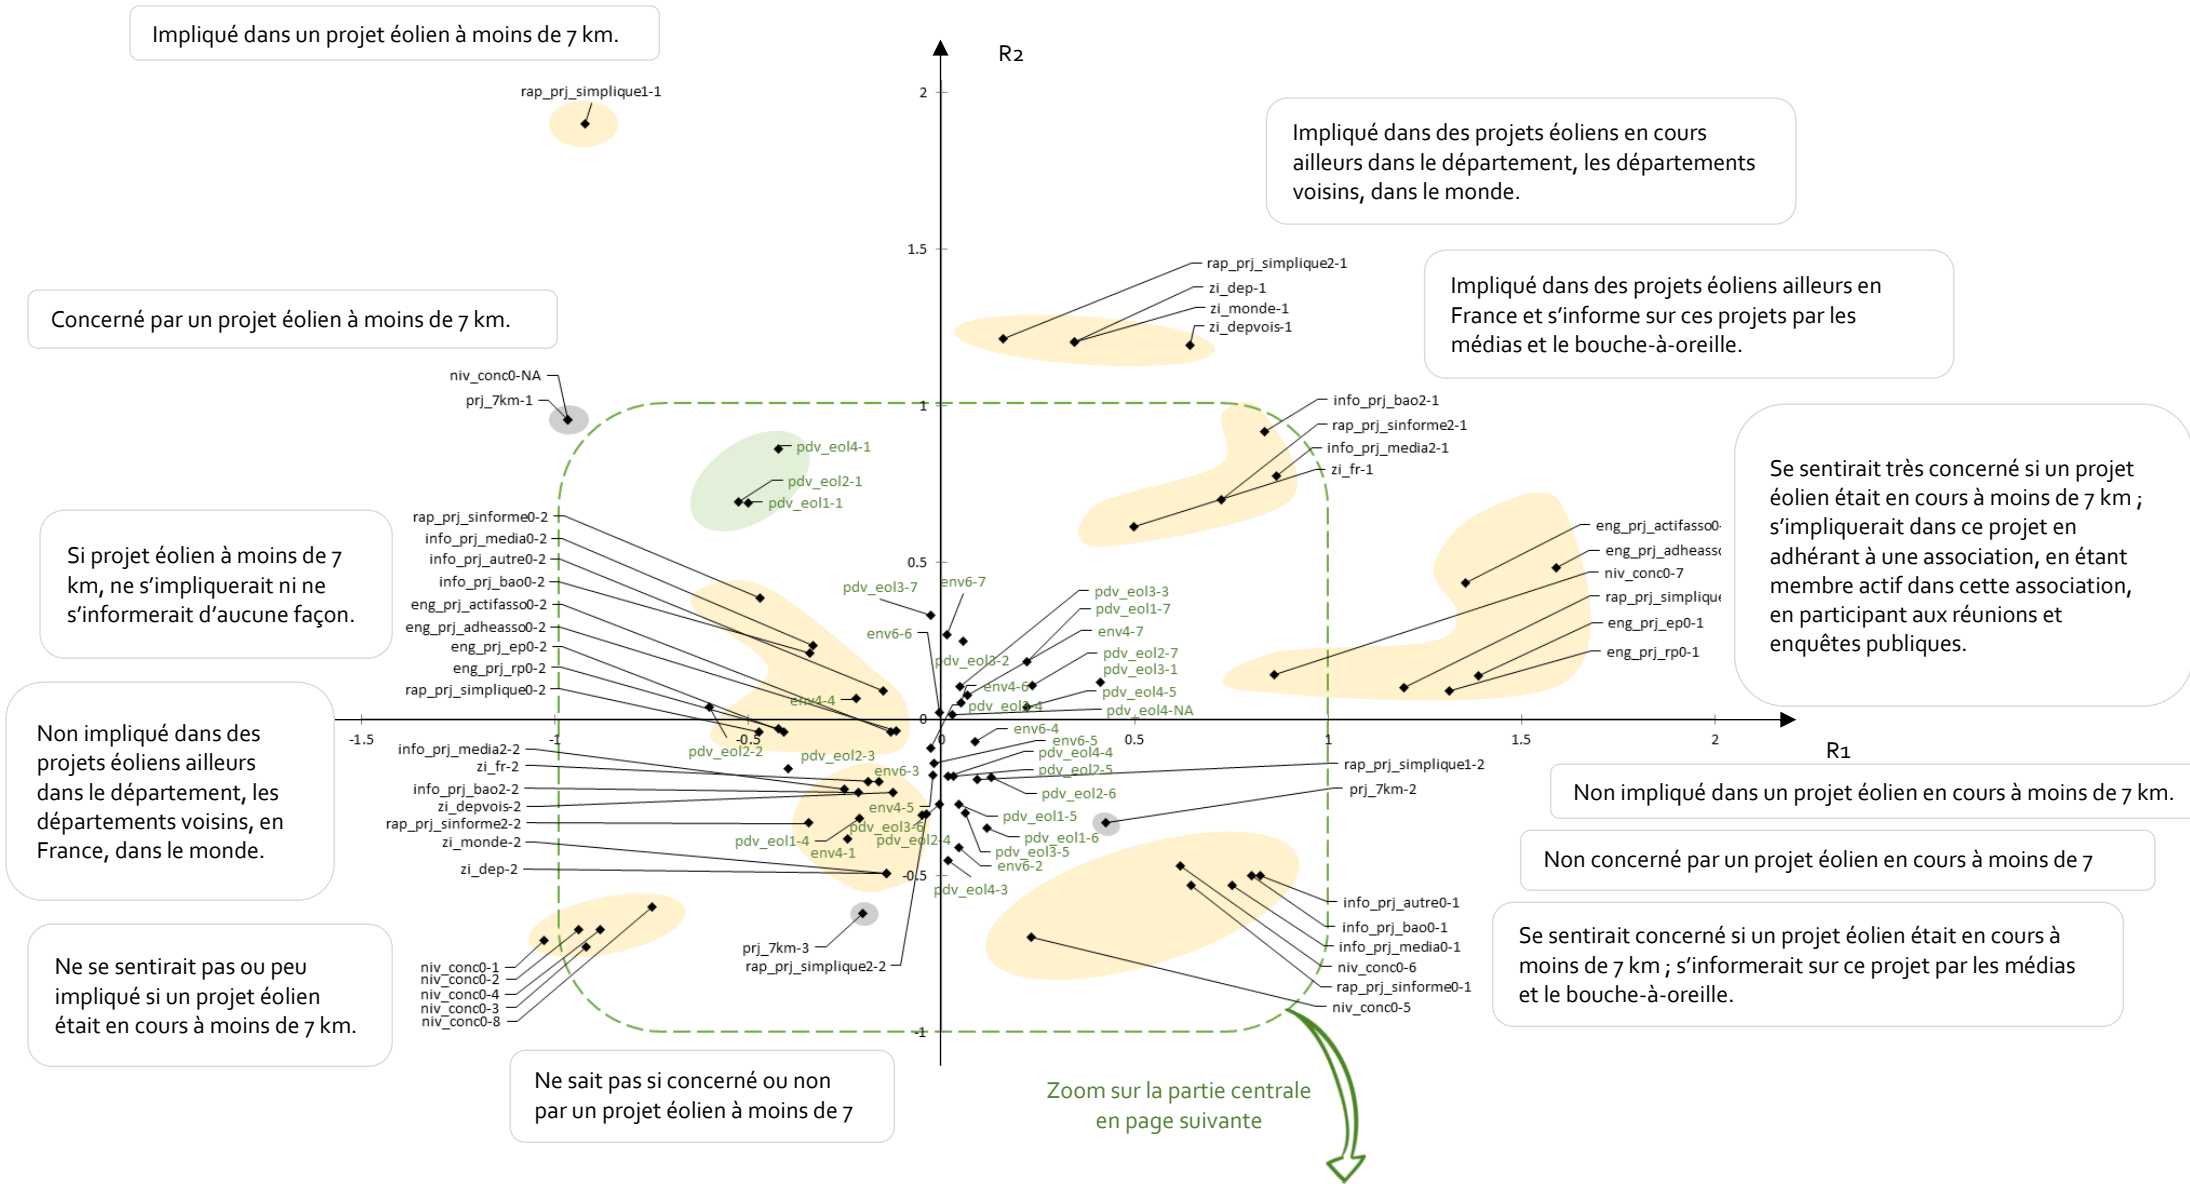 Impliqué dans un projet éolien à moins de 7 km.
R2
rap_prj_simplique1-1
2
Impliqué dans des projets éoliens en cours
ailleurs dans le département, les départements
voisins, dans le monde.
1.5
rap_prj_simplique2-1
zi_dep-1
zi_monde-1
zi_depvois-1
Impliqué dans des projets éoliens ailleurs en
France et s'informe sur ces projets par les
médias et le bouche-à-oreille.
Concerné par un projet éolien à moins de 7 km.
niv_conc0-NA
prj_7km-1
1
info_prj_bao2-1
rap_prj_sinforme2-1
info_prj_media2-1
zi_fr-1
pdv_eol4-1
pdv_eol2-1
pdv_eol1-1
Se sentirait très concerné si un projet
éolien était en cours à moins de 7 km ;
s'impliquerait dans ce projet en
adhérant à une association, en étant
membre actif dans cette association,
en participant aux réunions et
enquêtes publiques.
Si projet éolien à moins de 7
km, ne s'impliquerait ni ne
s'informerait d'aucune façon.
rap_prj_sinforme0-2
info_prj_media0-2
info_prj_autre0-2
info_prj_bao0-2
eng_prj_actifasso0-2
eng_prj_adheasso0-2
eng_prj_ep0-2
eng_prj_rp0-2
rap_prj_simplique0-2
eng_prj_actifasso0-
eng_prj_adheasso
niv_conc0-7
rap_prj_simplique
eng_prj_ep0-1
eng_prj_rp0-1
0.5
pdv_eol3-7
env6-7
env6-6
pdv_eol3-3
pdv_eol1-7
env4-7
pdv_eol3-2
pdv_eol2-7
pdv_eol3-1
env4-6
pdv_eol4-5
pdv_eol4-NA
env4-4
0
-1.5
-1
-0.5
0.5
1
1.5
2
R1
Non impliqué dans des
projets éoliens ailleurs
dans le département, les
départements voisins, en
France, dans le monde.
info_prj_media2-2
zi_fr-2
info_prj_bao2-2
zi_depvois-2
rap_prj_sinforme2-2
zi_monde-2
zi_dep-2
pdv_eol2-2
pdv_eol2-3
env6-3
env6-4
env6-5
pdv_eol4-4
pdv_eol2-5
pdv_eol2-6
env4-5
pdv_eol3-6
pdv_eol1-4
pdv_eol2-4
env4-1
pdv_eol1-5
pdv_eol1-6
pdv_eol3-5
env6-2
-0.5
pdv_eol4-3
rap_prj_simplique1-2
prj_7km-2
Non impliqué dans un projet éolien en cours à moins de 7 km.
Non concerné par un projet éolien en cours à moins de 7
info_prj_autre0-1
info_prj_bao0-1
info_prj_media0-1
niv_conc0-6
rap_prj_sinforme0-1
niv_conc0-5
Se sentirait concerné si un projet éolien était en cours à
moins de 7 km ; s'informerait sur ce projet par les médias
et le bouche-à-oreille.
prj_7km-3
rap_prj_simplique2-2
Ne se sentirait pas ou peu
impliqué si un projet éolien
était en cours à moins de 7 km.
niv_conc0-1
niv_conc0-2
niv_conc0-4
niv_conc0-3
niv_conc0-8
-1
Ne sait pas si concerné ou non
par un projet éolien à moins de 7
Zoom sur la partie centrale
en page suivante